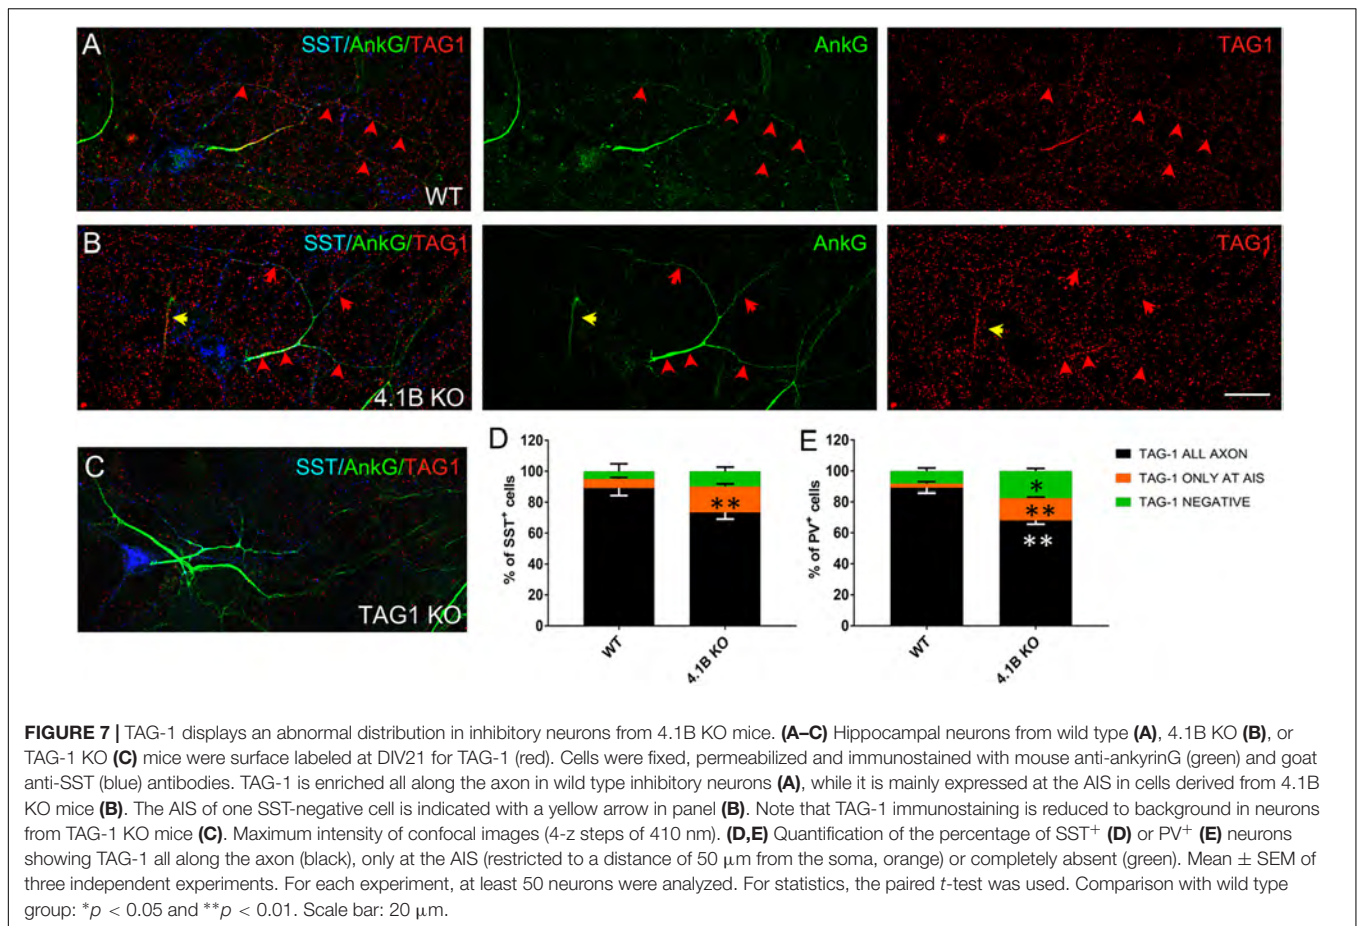 A SST/AnkG/TAG1 AnkG TAG1
WT
B SST/AnkG/TAG1 AnkG TAG1
4.1B KO
C SST/AnkG/TAG1
TAG1 KO
D
% of SST+ cells
120
100
80
60
40
20
0
**
WT 4.1B KO
E
% of PV+ cells
120
100
80
60
40
20
0
*
**
**
WT 4.1B KO
TAG-1 ALL AXON
TAG-1 ONLY AT AIS
TAG-1 NEGATIVE
FIGURE 7 | TAG-1 displays an abnormal distribution in inhibitory neurons from 4.1B KO mice. (A–C) Hippocampal neurons from wild type (A), 4.1B KO (B), or
TAG-1 KO (C) mice were surface labeled at DIV21 for TAG-1 (red). Cells were fixed, permeabilized and immunostained with mouse anti-ankyrinG (green) and goat
anti-SST (blue) antibodies. TAG-1 is enriched all along the axon in wild type inhibitory neurons (A), while it is mainly expressed at the AIS in cells derived from 4.1B
KO mice (B). The AIS of one SST-negative cell is indicated with a yellow arrow in panel (B). Note that TAG-1 immunostaining is reduced to background in neurons
from TAG-1 KO mice (C). Maximum intensity of confocal images (4-z steps of 410 nm). (D,E) Quantification of the percentage of SST+ (D) or PV+ (E) neurons
showing TAG-1 all along the axon (black), only at the AIS (restricted to a distance of 50 μm from the soma, orange) or completely absent (green). Mean ± SEM of
three independent experiments. For each experiment, at least 50 neurons were analyzed. For statistics, the paired t-test was used. Comparison with wild type
group: *p < 0.05 and **p < 0.01. Scale bar: 20 μm.